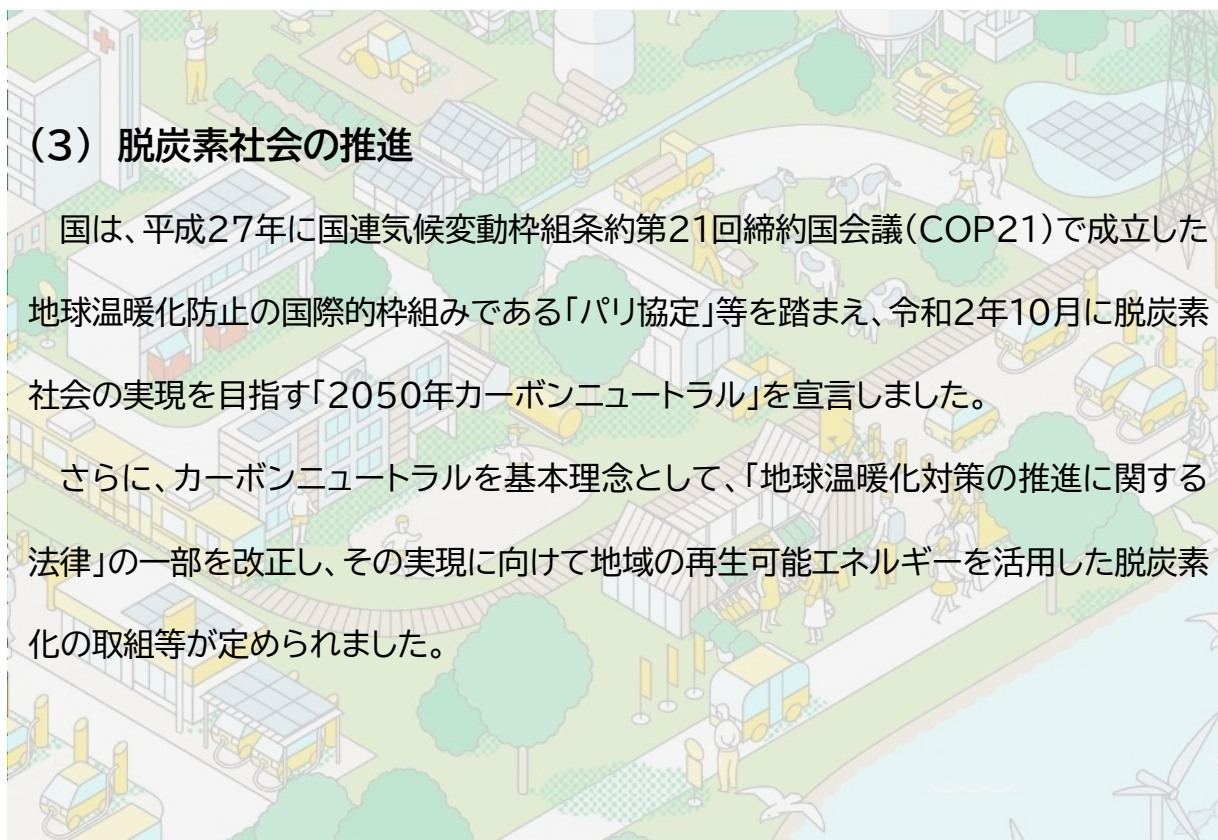 (3) 脱炭素社会の推進
国は、平成27年に国連気候変動枠組条約第21回締約国会議(COP21)で成立した
地球温暖化防止の国際的枠組みである「パリ協定」等を踏まえ、令和2年10月に脱炭素
社会の実現を目指す「2050年カーボンニュートラル」を宣言しました。
さらに、カーボンニュートラルを基本理念として、「地球温暖化対策の推進に関する
法律」の一部を改正し、その実現に向けて地域の再生可能エネルギーを活用した脱炭素
化の取組等が定められました。